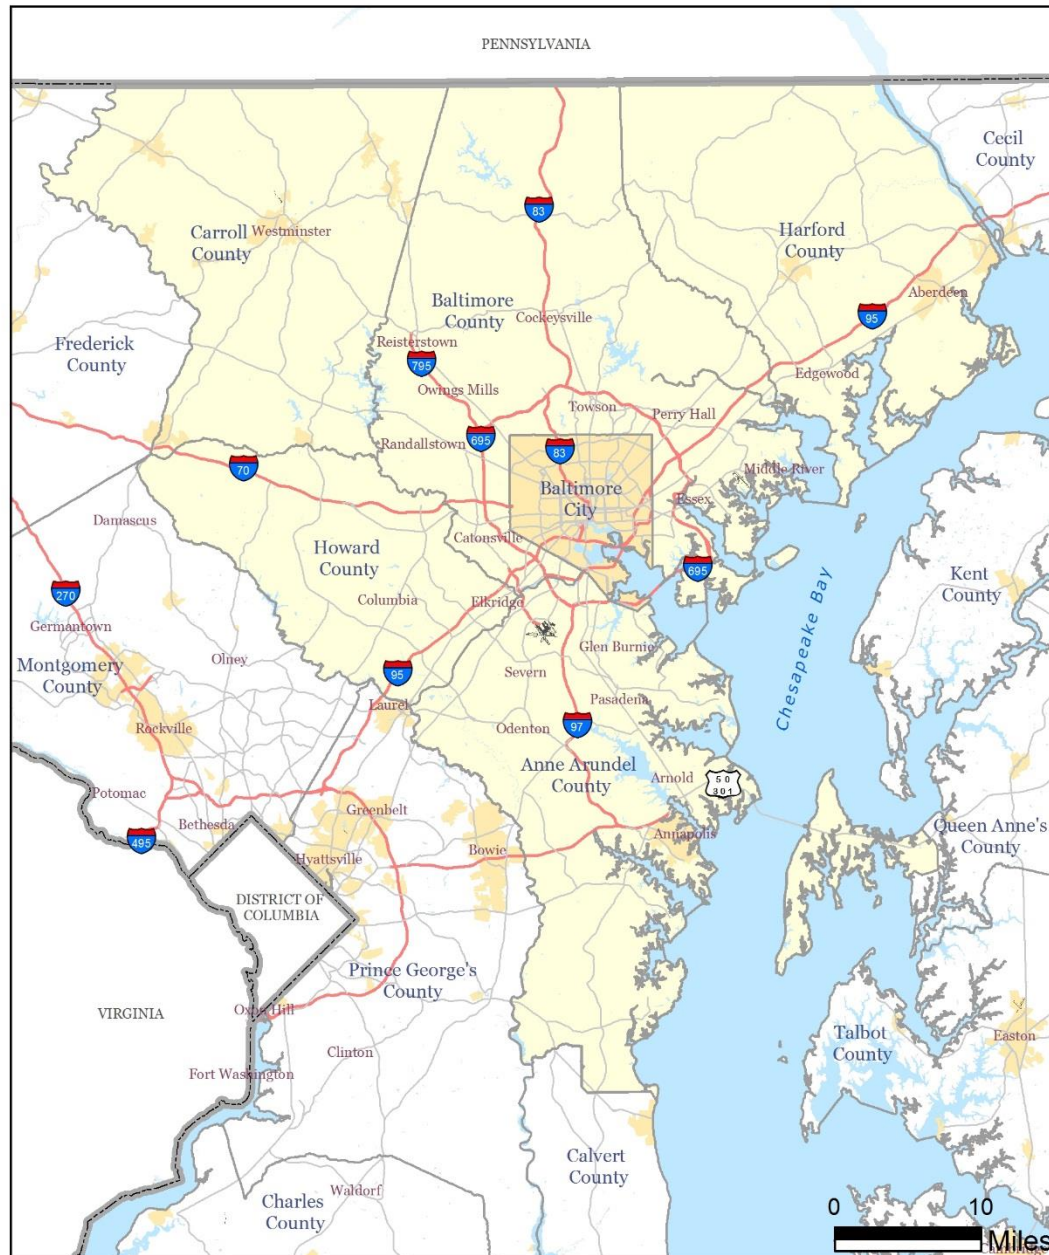 PENNSYLVANIA
Cecil
County
83
Harford
County
Carroll
County
Westminster
Aberdeen
Baltimore
County
Cockeysville
95
Frederick
County
Reisterstown
795
Edgewood
Owings Mills
Towson
Perry Hall
Randallstown
695
83
70
Middle River
Baltimore
City
Essex
Damascus
Catonsville
Howard
County
695
Kent
County
270
Columbia
Elkridge
Germantown
Chesapeake Bay
Glen Burnie
Montgomery
County
Olney
Severn
95
Laurel
Pasadena
Rockville
Odenton
97
Anne Arundel
County
Arnold
50
301
Potomac
Greenbelt
Bethesda
Annapolis
Queen Anne's
County
495
Bowie
Hyattsville
DISTRICT OF
COLUMBIA
Prince George's
County
VIRGINIA
Oxon Hill
Talbot
County
Easton
Clinton
Fort Washington
Calvert
County
Waldorf
Charles
County
0 10
Miles